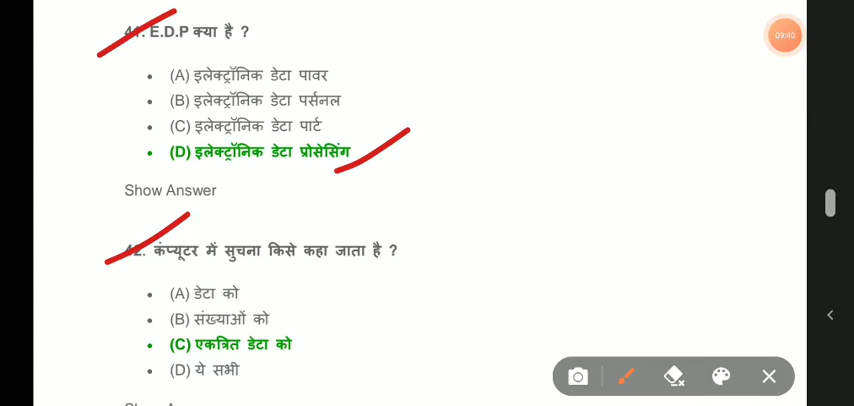 41. E.D.P क्या है ?
09:40
(A) इलेक्ट्रॉनिक डेटा पावर
(B) इलेक्ट्रॉनिक डेटा पर्सनल
(C) इलेक्ट्रॉनिक डेटा पार्ट
(D) इलेक्ट्रॉनिक डेटा प्रोसेसिंग
Show Answer
42. कंप्यूटर में सुचना किसे कहा जाता है ?
(A) डेटा को
(B) संख्याओं को
(C) एकत्रित डेटा को
(D) ये सभी